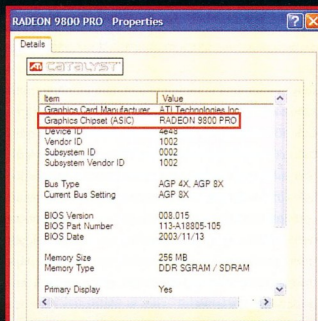 RADEON 9800 PRO Properties
Details
ATI CATALYST
Item Value
Graphics Card Manufacturer ATI Technologies Inc.
Graphics Chipset (ASIC) RADEON 9800 PRO
Device ID 4e48
Vendor ID 1002
Subsystem ID 0002
Subsystem Vendor ID 1002
Bus Type AGP 4X, AGP 8X
Current Bus Setting AGP 8X
BIOS Version 008.015
BIOS Part Number 113-A18805-105
BIOS Date 2003/11/13
Memory Size 256 MB
Memory Type DDR SGRAM / SDRAM
Primary Display Yes